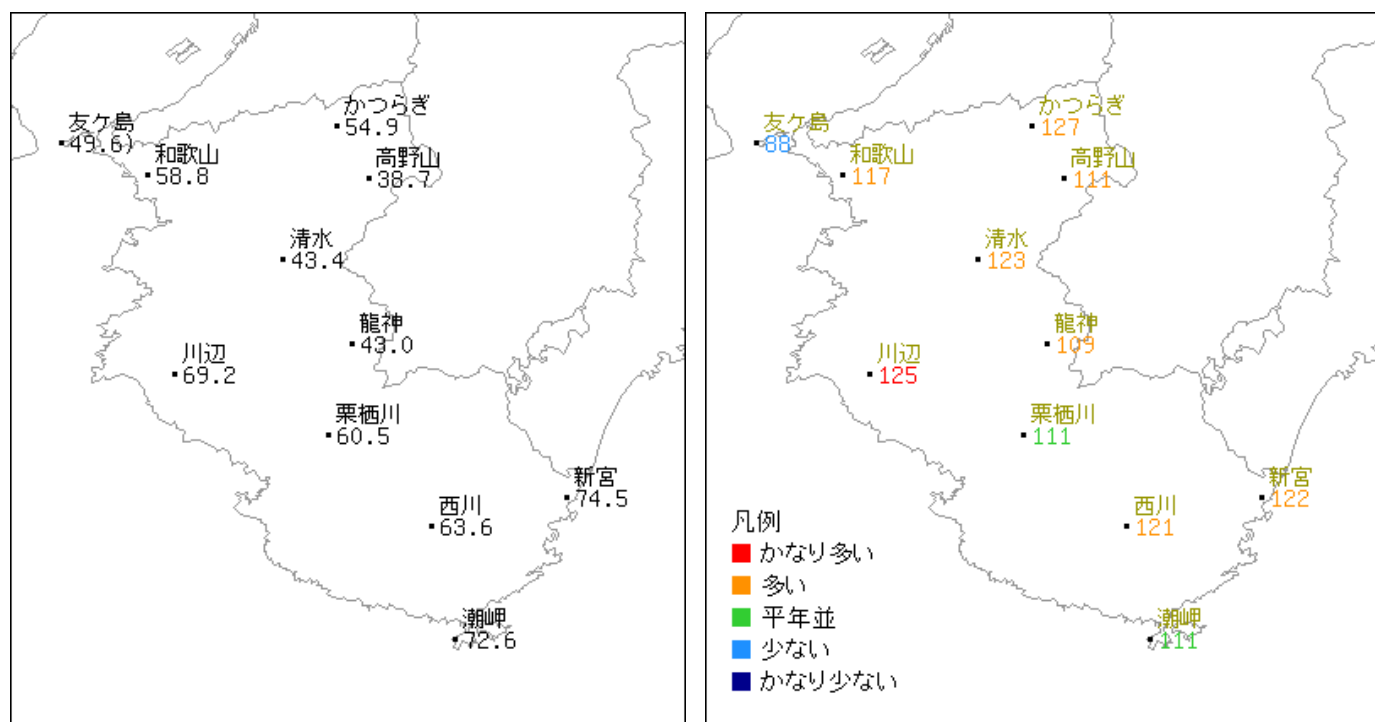 かつらぎ
54.9
友ケ島
49.6)
和歌山
58.8
高野山
38.7
清水
43.4
龍神
43.0
川辺
69.2
栗栖川
60.5
新宮
74.5
西川
63.6
潮岬
72.6
かつらぎ
127
友ケ島
88
和歌山
117
高野山
111
清水
123
龍神
109
川辺
125
栗栖川
111
新宮
122
西川
121
潮岬
111
凡例
かなり多い
多い
平年並
少ない
かなり少ない